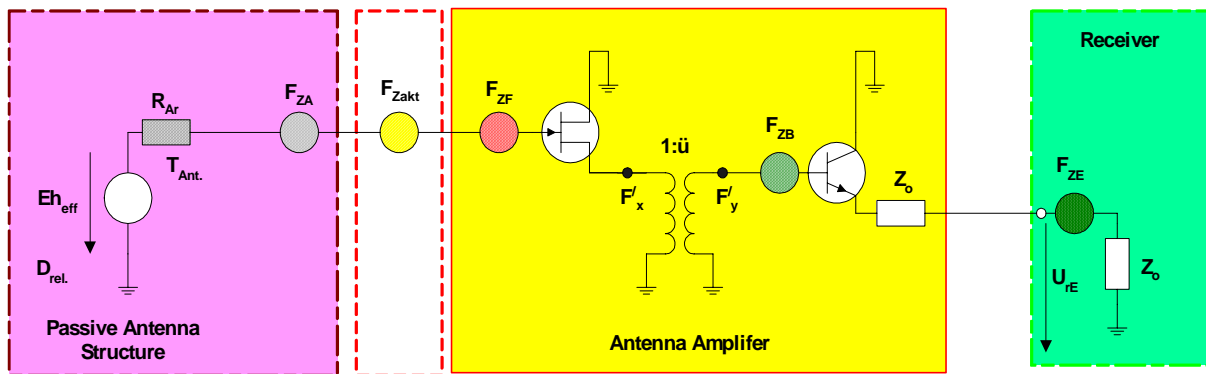 Receiver
R_Ar
F_ZA
F_Zakt
F_ZF
F_ZB
1:ü
T_Ant.
F'_x
F'_y
Z_o
F_ZE
Eh_eff
D_rel.
U_rE
Z_o
Passive Antenna
Structure
Antenna Amplifer